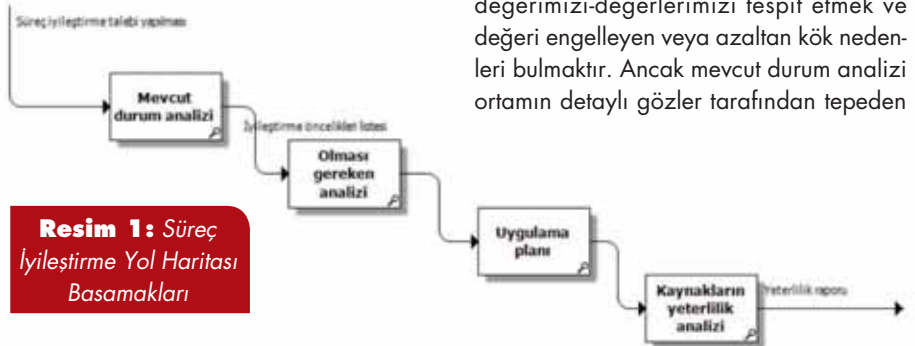 değerimizi-değerlerimizi tespit etmek ve
değeri engelleyen veya azaltan kök neden-
leri bulmaktır. Ancak mevcut durum analizi
ortamın detaylı gözler tarafından tepeden
Süreç iyileştirme talebi yapılması
Mevcut
durum analizi
İyileştirme öncelikler listesi
Olması
gereken
analizi
Uygulama
planı
Kaynakların
yeterlilik
analizi
Yeterlilik raporu
Resim 1: Süreç
İyileştirme Yol Haritası
Basamakları